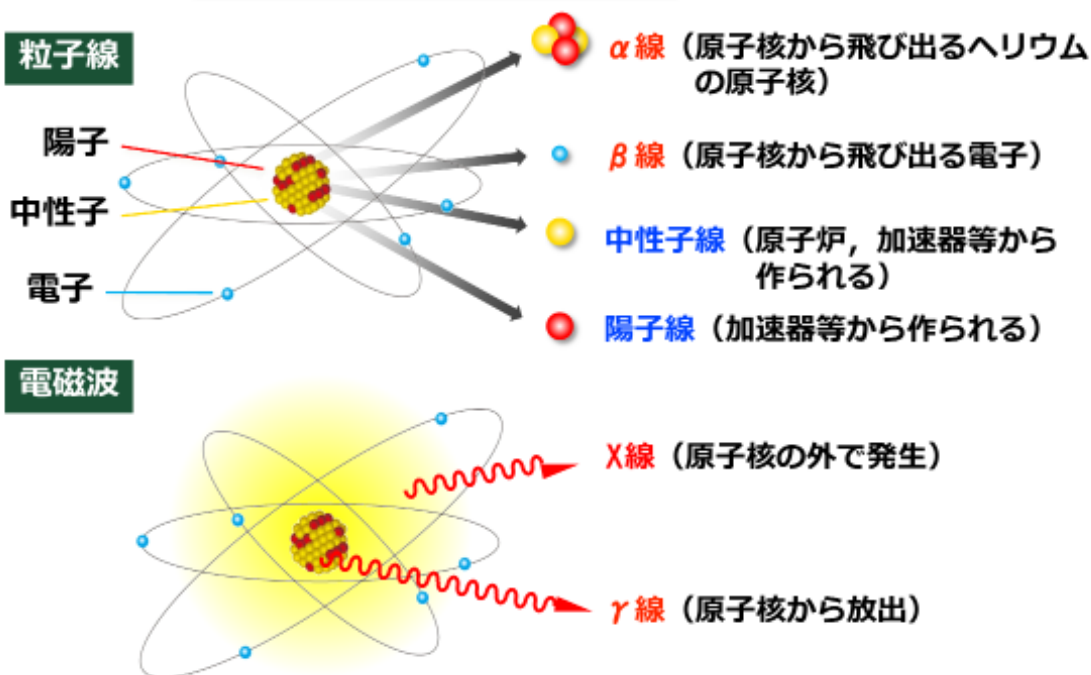 粒子線
α線（原子核から飛び出るヘリウム
の原子核）
陽子
β線（原子核から飛び出る電子）
中性子
中性子線（原子炉，加速器等から
作られる）
電子
陽子線（加速器等から作られる）
電磁波
X線（原子核の外で発生）
γ線（原子核から放出）